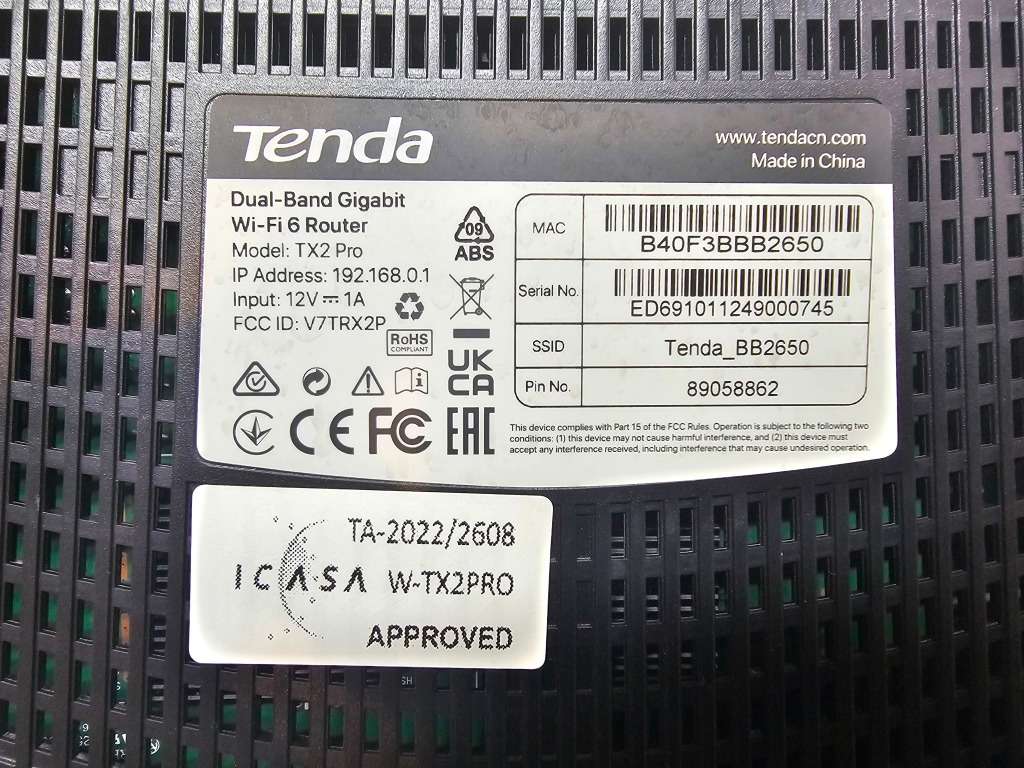 Tenda
www.tendacn.com
Made in China
Dual-Band Gigabit
Wi-Fi 6 Router
Model: TX2 Pro
IP Address: 192.168.0.1
Input: 12V⎓1A
FCC ID: V7TRX2P
RoHS
COMPLIANT
09
ABS
UK
CA
CE FC EAC
MAC B40F3BBB2650
Serial No. ED691011249000745
SSID Tenda_BB2650
Pin No. 89058862
This device complies with Part 15 of the FCC Rules. Operation is subject to the following two
conditions: (1) this device may not cause harmful interference, and (2) this device must
accept any interference received, including interference that may cause undesired operation.
TA-2022/2608
ICASA W-TX2PRO
APPROVED
SH